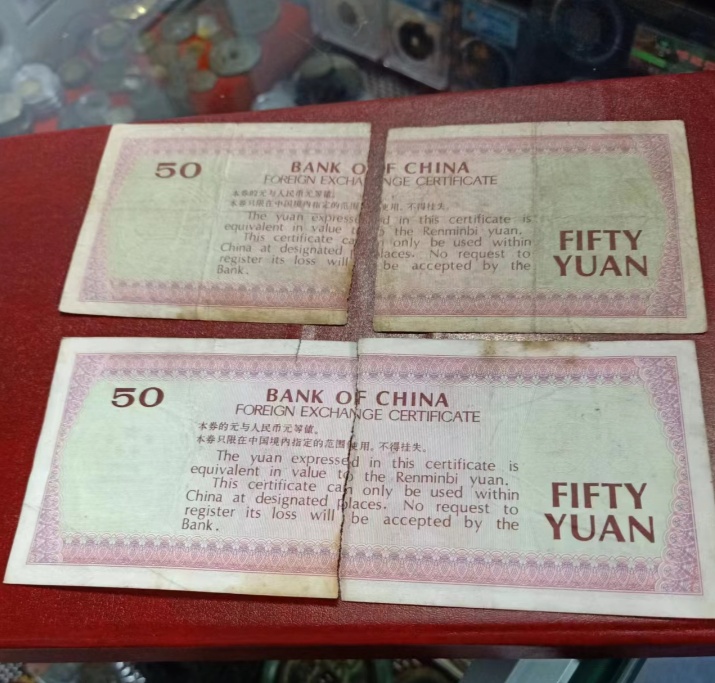 50
BANK OF CHINA
FOREIGN EXCHANGE CERTIFICATE
本券的元与人民币元等值。
本券只限在中国境内指定的范围使用,不得挂失。
The yuan expressed in this certificate is
equivalent in value to the Renminbi yuan.
This certificate can only be used within
China at designated places. No request to
register its loss will be accepted by the
Bank.
FIFTY
YUAN
50
BANK OF CHINA
FOREIGN EXCHANGE CERTIFICATE
本券的元与人民币元等值。
本券只限在中国境内指定的范围使用,不得挂失。
The yuan expressed in this certificate is
equivalent in value to the Renminbi yuan.
This certificate can only be used within
China at designated places. No request to
register its loss will be accepted by the
Bank.
FIFTY
YUAN